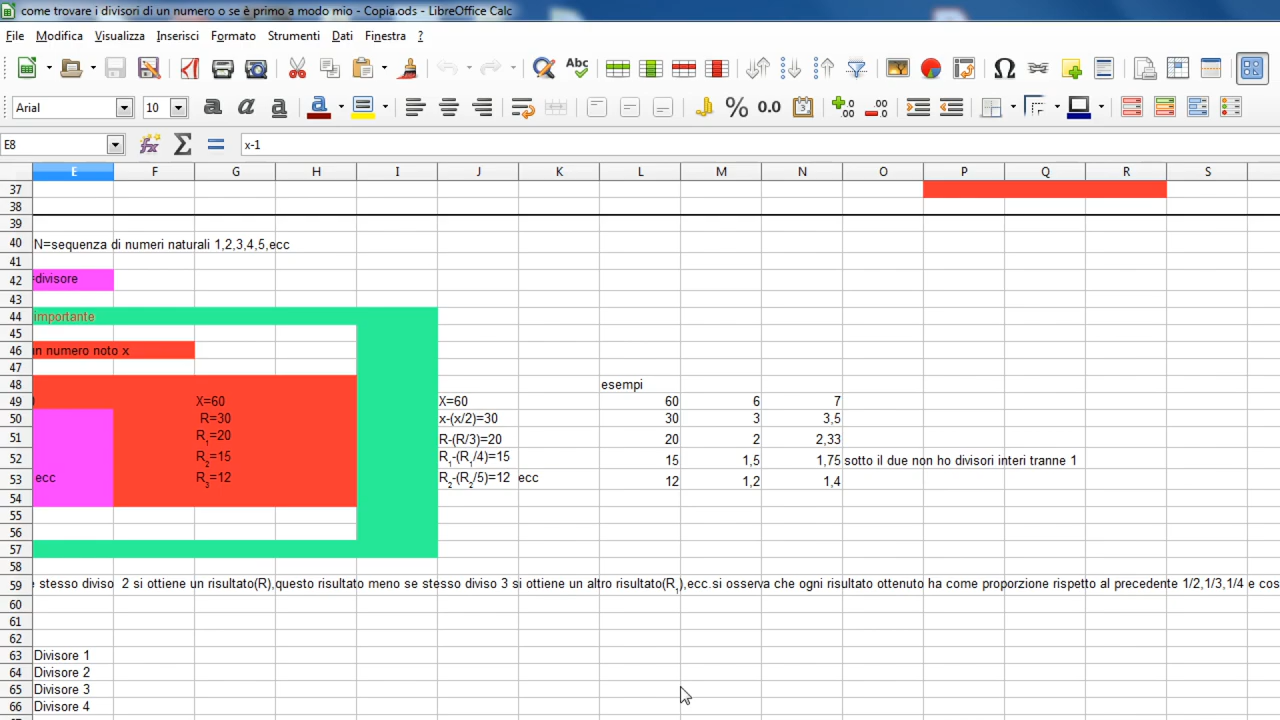 come trovare i divisori di un numero o se è primo a modo mio - Copia.ods - LibreOffice Calc
File Modifica Visualizza Inserisci Formato Strumenti Dati Finestra ?
Abc
Arial 10 a a a a % 0.0
E8 x-1
E F G H I J K L M N O P Q R S
37
38
39
40 N=sequenza di numeri naturali 1,2,3,4,5,ecc
41
42 =divisore
43
44 importante
45
46 un numero noto x
47
48 esempi
49 X=60 X=60 60 6 7
50 R=30 x-(x/2)=30 30 3 3,5
51 R1=20 R-(R/3)=20 20 2 2,33
52 R2=15 R1-(R1/4)=15 15 1,5 1,75 sotto il due non ho divisori interi tranne 1
53 ecc R3=12 R2-(R2/5)=12 ecc 12 1,2 1,4
54
55
56
57
58
59 stesso diviso 2 si ottiene un risultato(R),questo risultato meno se stesso diviso 3 si ottiene un altro risultato(R1),ecc.si osserva che ogni risultato ottenuto ha come proporzione rispetto al precedente 1/2,1/3,1/4 e cos
60
61
62
63 Divisore 1
64 Divisore 2
65 Divisore 3
66 Divisore 4